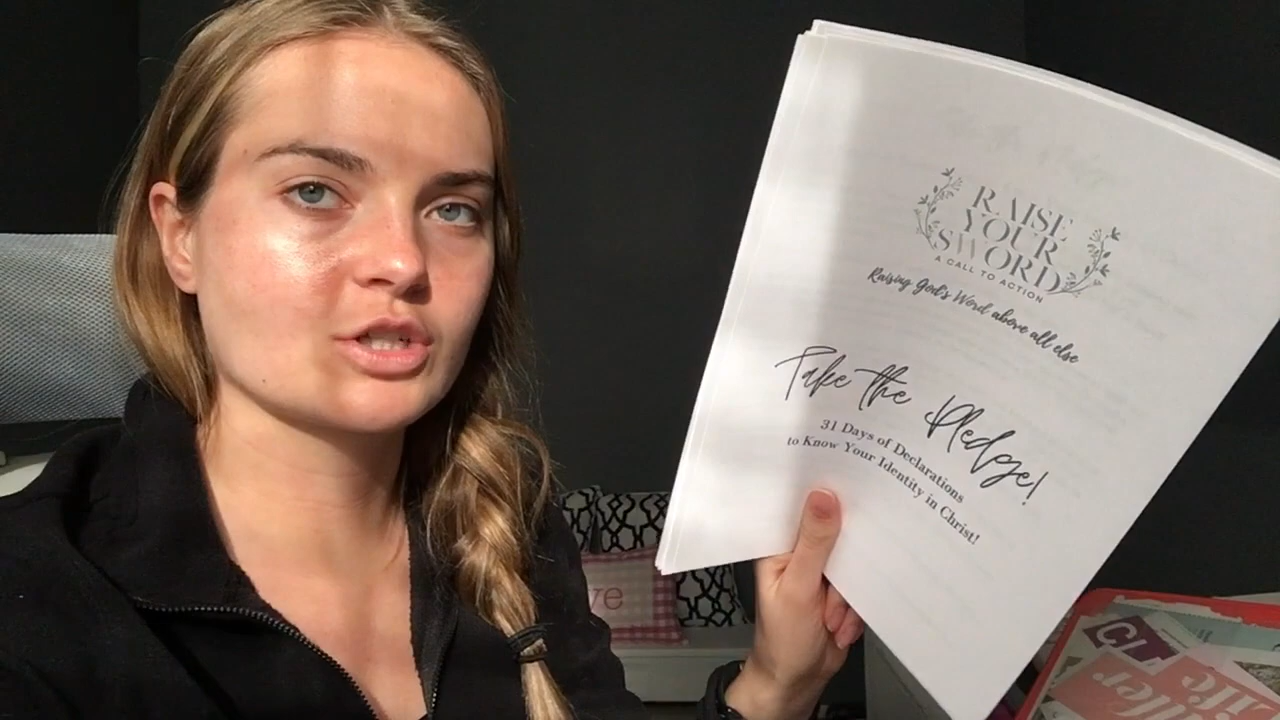 RAISE
YOUR
SWORD
A CALL TO ACTION
Raising God's Word above all else
Take the Pledge!
31 Days of Declarations
to Know Your Identity in Christ!
ve